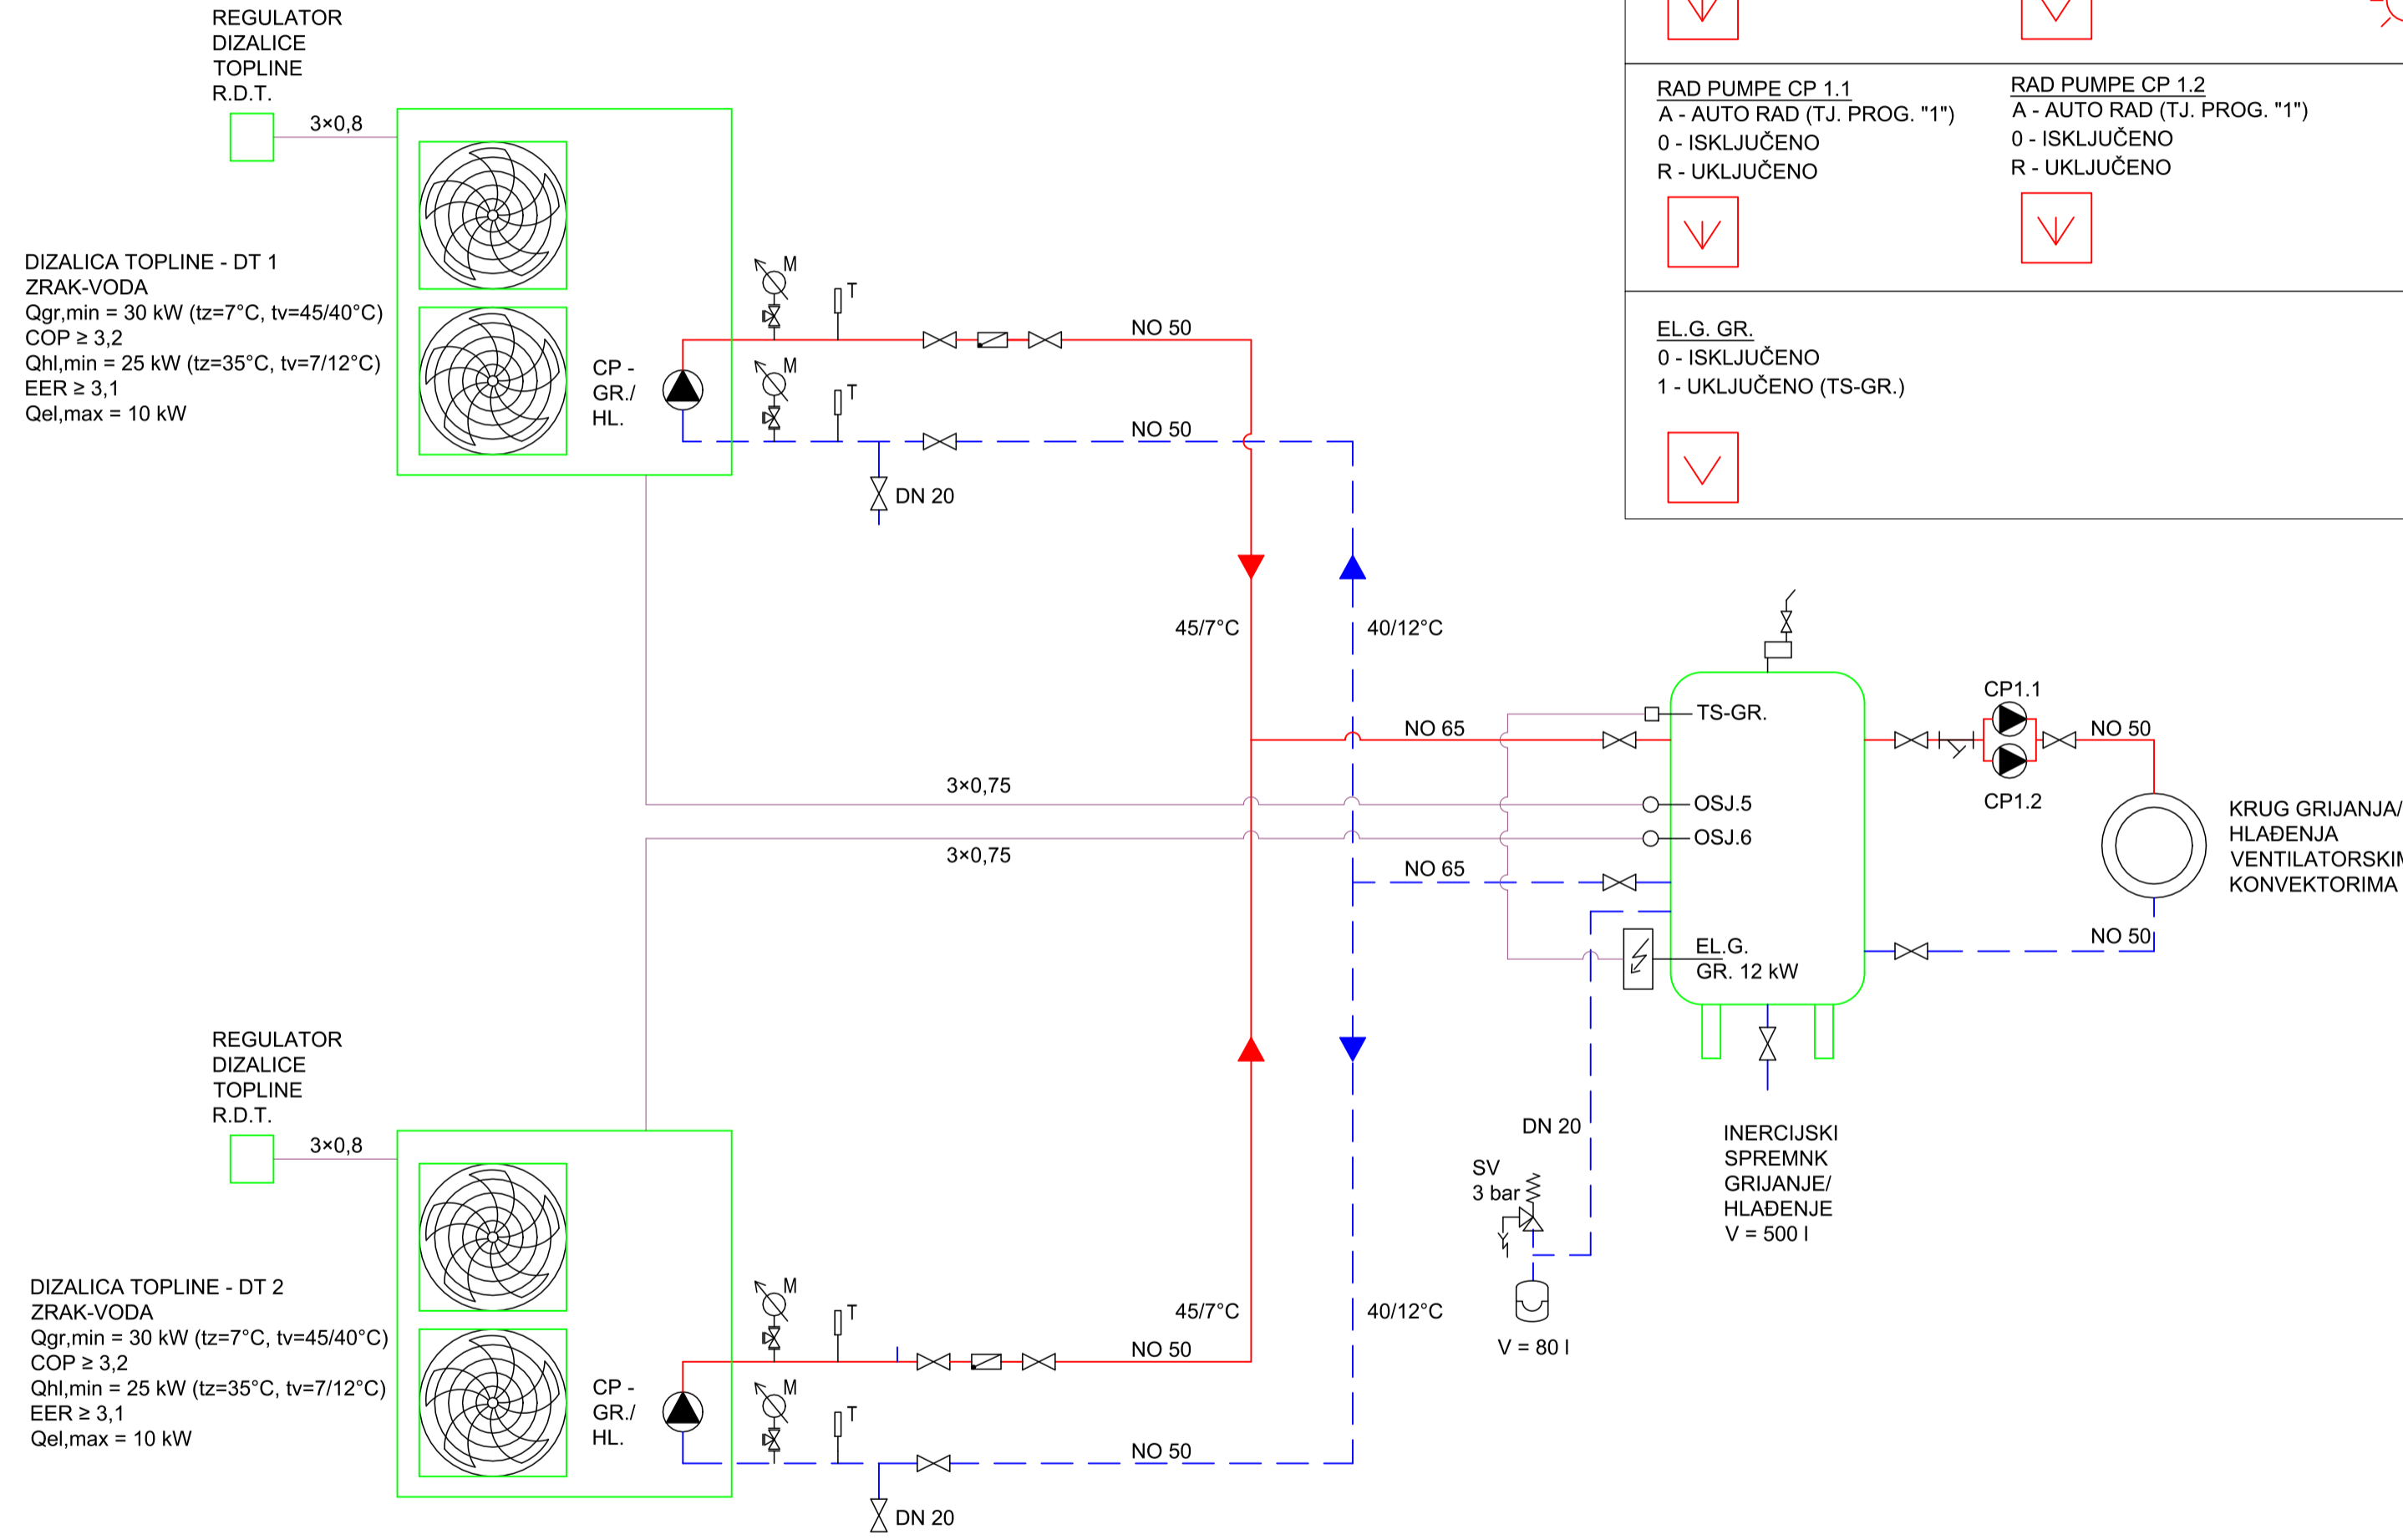 REGULATOR
DIZALICE
TOPLINE
R.D.T.
3×0,8
DIZALICA TOPLINE - DT 1
ZRAK-VODA
Qgr,min = 30 kW (tz=7°C, tv=45/40°C)
COP ≥ 3,2
Qhl,min = 25 kW (tz=35°C, tv=7/12°C)
EER ≥ 3,1
Qel,max = 10 kW
CP -
GR./
HL.
M
T
M
T
NO 50
NO 50
DN 20
RAD PUMPE CP 1.1
A - AUTO RAD (TJ. PROG. "1")
0 - ISKLJUČENO
R - UKLJUČENO
RAD PUMPE CP 1.2
A - AUTO RAD (TJ. PROG. "1")
0 - ISKLJUČENO
R - UKLJUČENO
EL.G. GR.
0 - ISKLJUČENO
1 - UKLJUČENO (TS-GR.)
45/7°C
40/12°C
NO 65
TS-GR.
3×0,75
OSJ.5
OSJ.6
3×0,75
NO 65
EL.G.
GR. 12 kW
CP1.1
CP1.2
NO 50
KRUG GRIJANJA/
HLAĐENJA
KONVEKTORIMA
NO 50
DN 20
SV
3 bar
V = 80 l
INERCIJSKI
SPREMNK
GRIJANJE/
HLAĐENJE
V = 500 l
REGULATOR
DIZALICE
TOPLINE
R.D.T.
3×0,8
DIZALICA TOPLINE - DT 2
ZRAK-VODA
Qgr,min = 30 kW (tz=7°C, tv=45/40°C)
COP ≥ 3,2
Qhl,min = 25 kW (tz=35°C, tv=7/12°C)
EER ≥ 3,1
Qel,max = 10 kW
CP -
GR./
HL.
M
T
M
T
45/7°C
40/12°C
NO 50
NO 50
DN 20